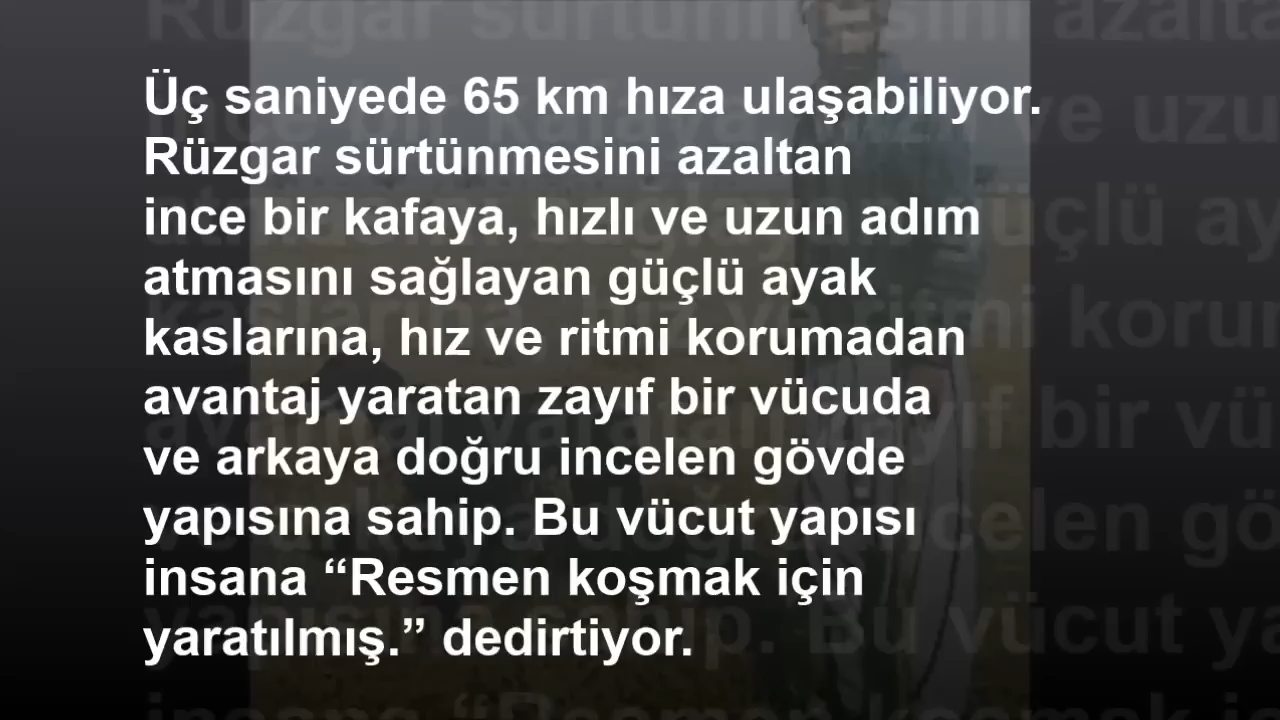 Üç saniyede 65 km hıza ulaşabiliyor.
Rüzgar sürtünmesini azaltan
ince bir kafaya, hızlı ve uzun adım
atmasını sağlayan güçlü ayak
kaslarına, hız ve ritmi korumadan
avantaj yaratan zayıf bir vücuda
ve arkaya doğru incelen gövde
yapısına sahip. Bu vücut yapısı
insana “Resmen koşmak için
yaratılmış.” dedirtiyor.